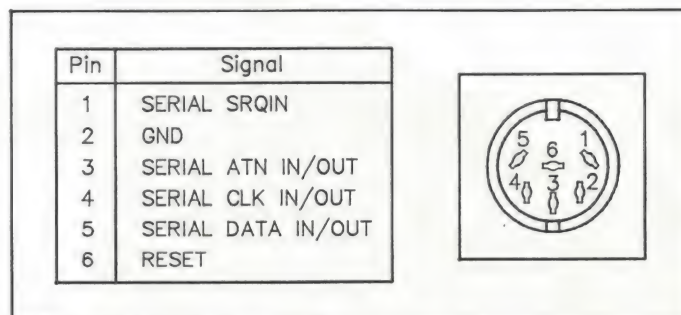 Pin Signal
1 SERIAL SRQIN
2 GND
3 SERIAL ATN IN/OUT
4 SERIAL CLK IN/OUT
5 SERIAL DATA IN/OUT
6 RESET
5 6 1
4 3 2